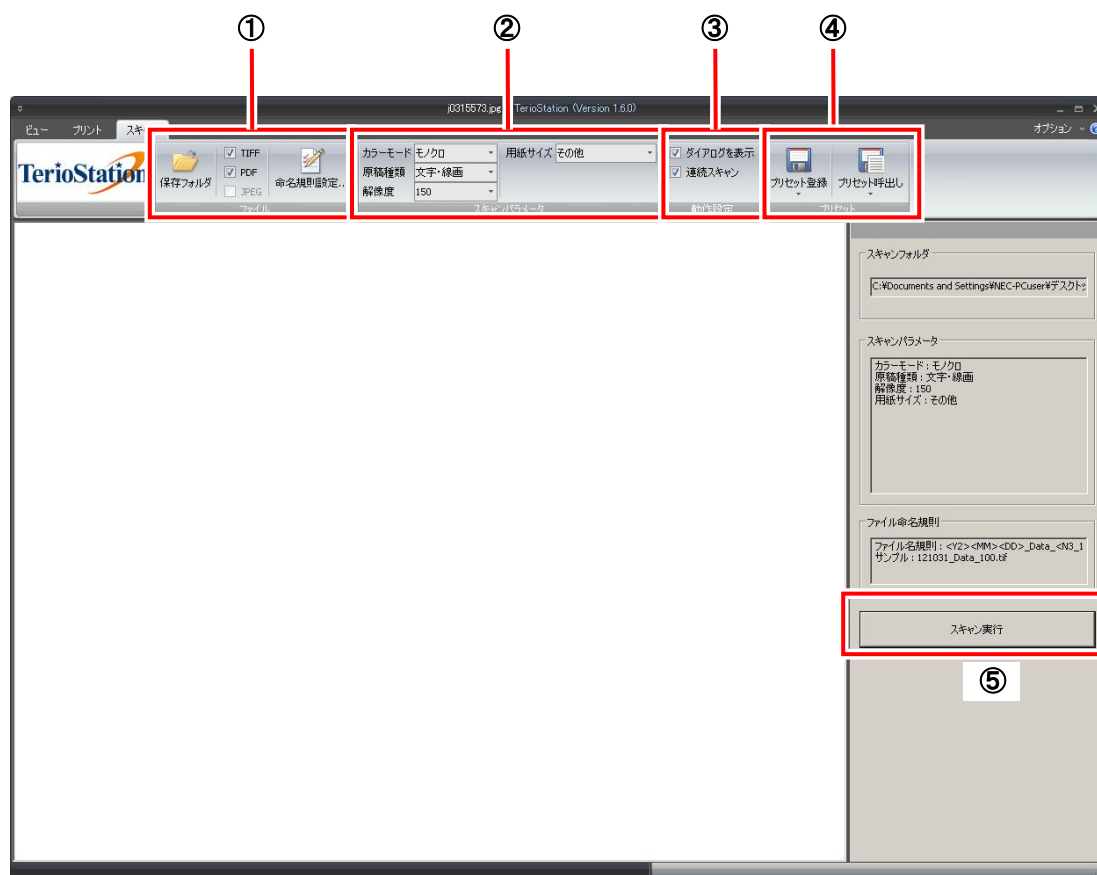 ① ② ③ ④
j0315573.jpg TerioStation (Version 1.6.0)
ビュー プリント スキ
オプション
TerioStation
保存フォルダ
TIFF
PDF
JPEG
命名規則設定...
ファイル
カラーモード モノクロ
原稿種類 文字・線画
解像度 150
用紙サイズ その他
スキャンパラメータ
ダイアログを表示
連続スキャン
動作設定
プリセット登録 プリセット呼出し
プリセット
スキャンフォルダ
C:¥Documents and Settings¥NEC-PCuser¥デスクト
スキャンパラメータ
カラーモード : モノクロ
原稿種類 : 文字・線画
解像度 : 150
用紙サイズ : その他
ファイル命名規則
ファイル名規則 : <Y2><MM><DD>_Data_<N3_1
サンプル : 121031_Data_100.tif
スキャン実行
⑤